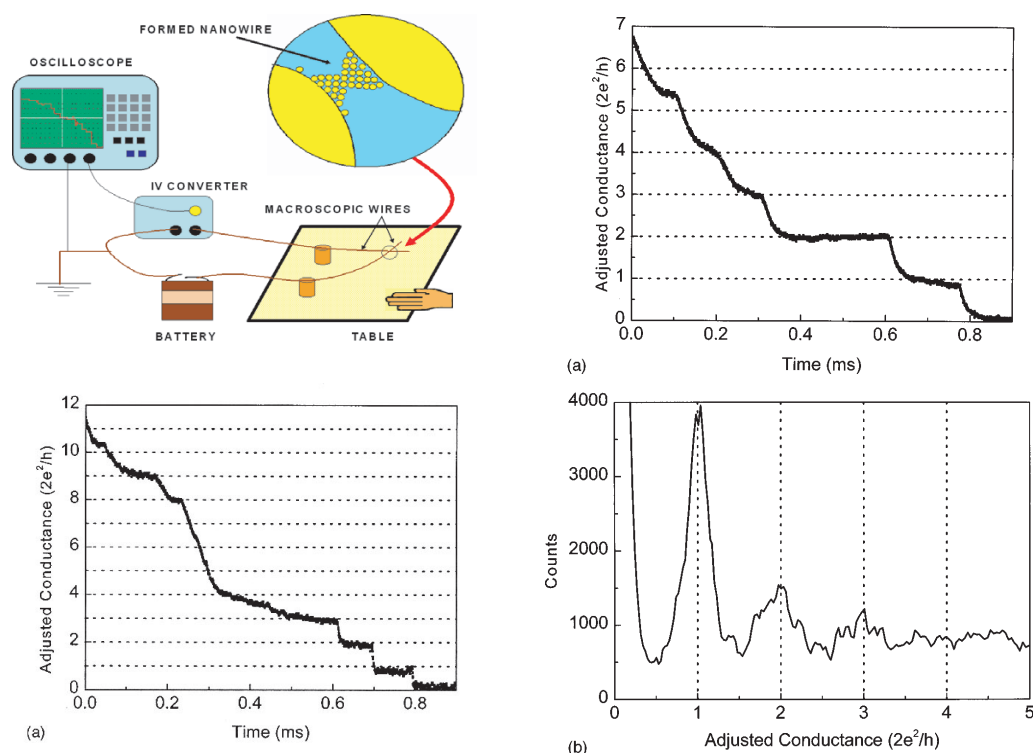 FORMED NANOWIRE
OSCILLOSCOPE
IV CONVERTER
MACROSCOPIC WIRES
BATTERY
TABLE
7
6
5
4
3
2
1
0
Adjusted Conductance (2e²/h)
0.0 0.2 0.4 0.6 0.8
Time (ms)
(a)
12
10
8
6
4
2
0
Adjusted Conductance (2e²/h)
0.0 0.2 0.4 0.6 0.8
Time (ms)
(a)
4000
3000
2000
1000
0
Counts
0 1 2 3 4 5
Adjusted Conductance (2e²/h)
(b)